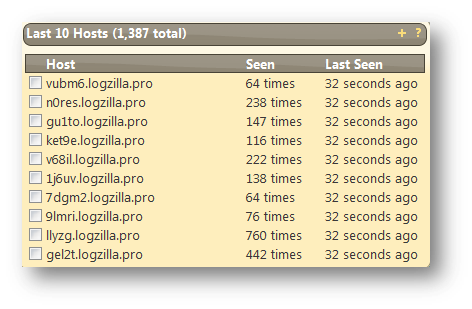 Last 10 Hosts (1,387 total) + ?
Host Seen Last Seen
vubm6.logzilla.pro 64 times 32 seconds ago
n0res.logzilla.pro 238 times 32 seconds ago
gu1to.logzilla.pro 147 times 32 seconds ago
ket9e.logzilla.pro 116 times 32 seconds ago
v68il.logzilla.pro 222 times 32 seconds ago
1j6uv.logzilla.pro 138 times 32 seconds ago
7dgm2.logzilla.pro 64 times 32 seconds ago
9lmri.logzilla.pro 76 times 32 seconds ago
llyzg.logzilla.pro 760 times 32 seconds ago
gel2t.logzilla.pro 442 times 32 seconds ago